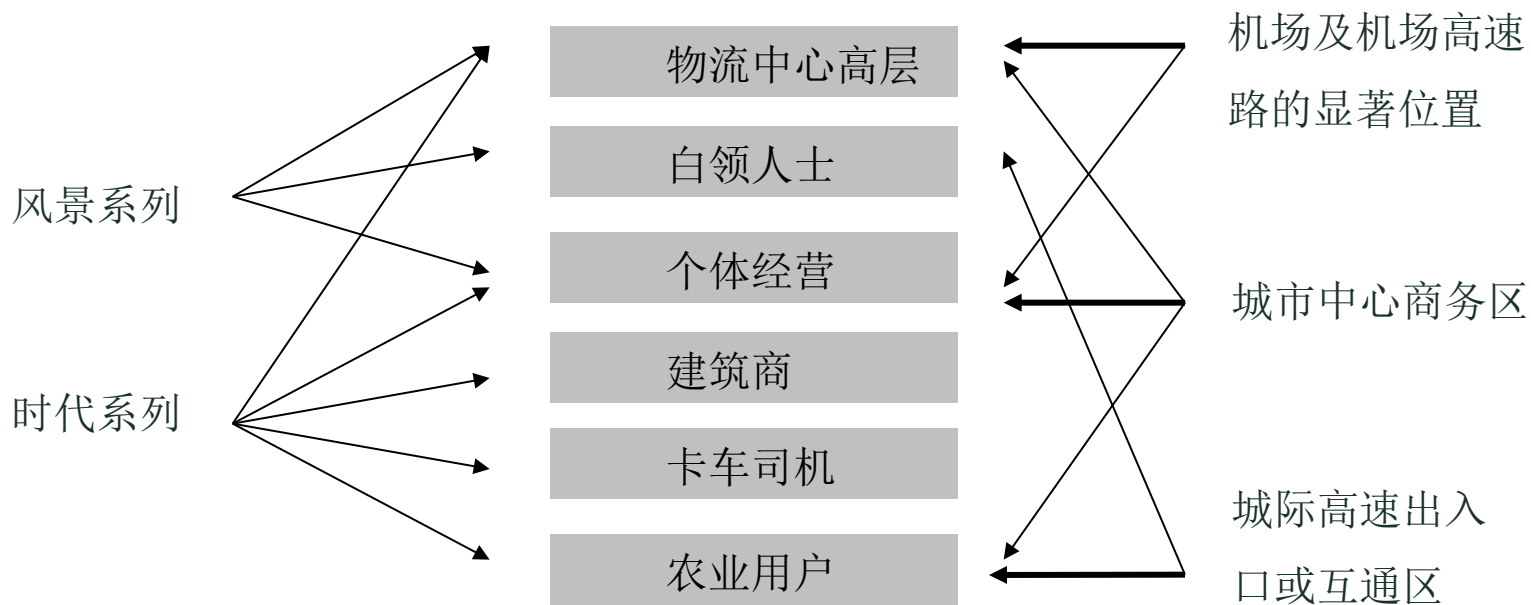 风景系列
时代系列
物流中心高层
白领人士
个体经营
建筑商
卡车司机
农业用户
机场及机场高速
路的显著位置
城市中心商务区
城际高速出入
口或互通区